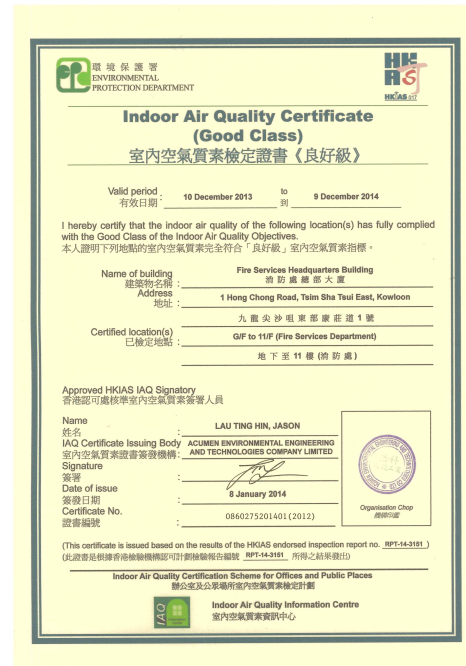 環境保護署
ENVIRONMENTAL
PROTECTION DEPARTMENT
HKIAS 017
Indoor Air Quality Certificate
(Good Class)
室內空氣質素檢定證書《良好級》
Valid period : 10 December 2013 to 9 December 2014
有效日期 到
I hereby certify that the indoor air quality of the following location(s) has fully complied
with the Good Class of the Indoor Air Quality Objectives.
本人證明下列地點的室內空氣質素完全符合「良好級」室內空氣質素指標。
Name of building Fire Services Headquarters Building
建築物名稱 : 消防處總部大廈
Address 1 Hong Chong Road, Tsim Sha Tsui East, Kowloon
地址 :
九龍尖沙咀東部康莊道1號
Certified location(s) G/F to 11/F (Fire Services Department)
已檢定地點 :
地下至11樓(消防處)
Approved HKIAS IAQ Signatory
香港認可處核準室內空氣質素簽署人員
Name LAU TING HIN, JASON
姓名 :
IAQ Certificate Issuing Body ACUMEN ENVIRONMENTAL ENGINEERING
室內空氣質素證書簽發機構: AND TECHNOLOGIES COMPANY LIMITED
Signature
簽署 :
Date of issue 8 January 2014
簽發日期 :
Certificate No. 0860275201401(2012)
證書編號 :
Organisation Chop
機構印鑑
(This certificate is issued based on the results of the HKIAS endorsed inspection report no. RPT-14-3151 )
(此證書是根據香港檢驗機構認可計劃檢驗報告編號 RPT-14-3151 所得之結果發出)
Indoor Air Quality Certification Scheme for Offices and Public Places
辦公室及公眾場所室內空氣質素檢定計劃
IAQ
Indoor Air Quality Information Centre
室內空氣質素資訊中心